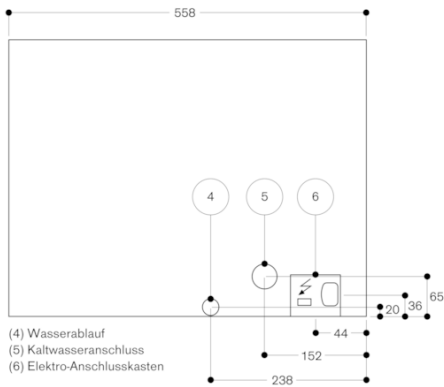 558
4 5 6
65
36
20
44
152
238
(4) Wasserablauf
(5) Kaltwasseranschluss
(6) Elektro-Anschlusskasten